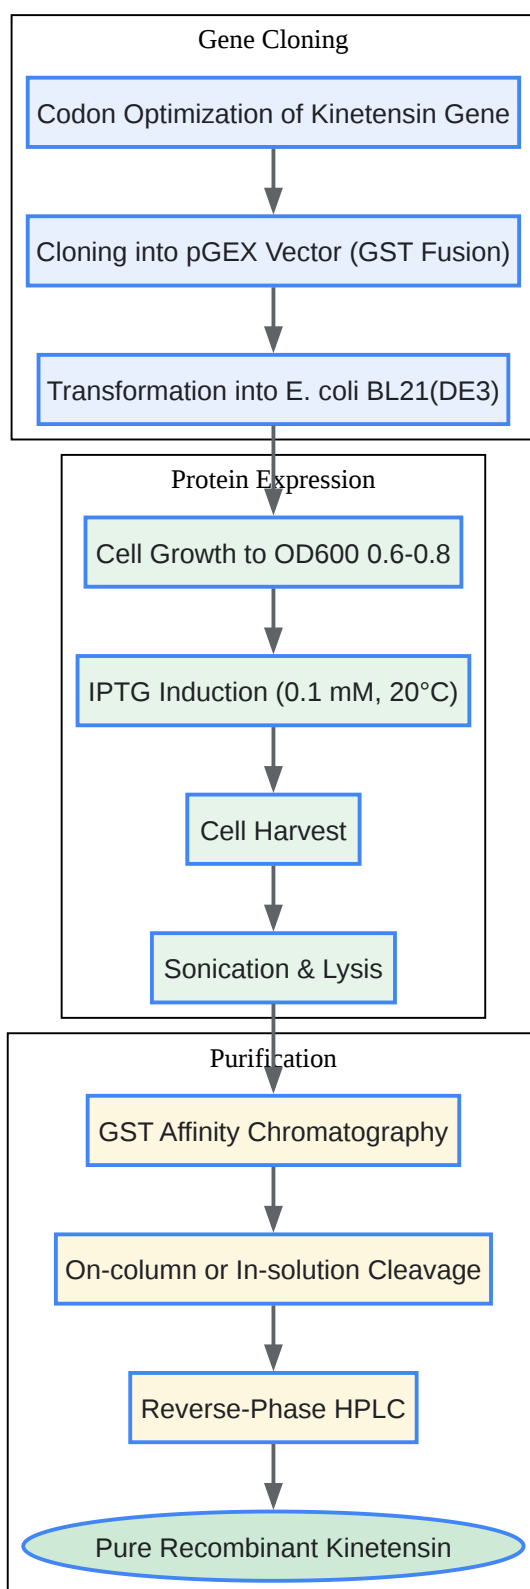 Gene Cloning
Codon Optimization of Kinetensin Gene
Cloning into pGEX Vector (GST Fusion)
Transformation into E. coli BL21(DE3)
Protein Expression
Cell Growth to OD600 0.6-0.8
IPTG Induction (0.1 mM, 20°C)
Cell Harvest
Sonication & Lysis
Purification
GST Affinity Chromatography
On-column or In-solution Cleavage
Reverse-Phase HPLC
Pure Recombinant Kinetensin